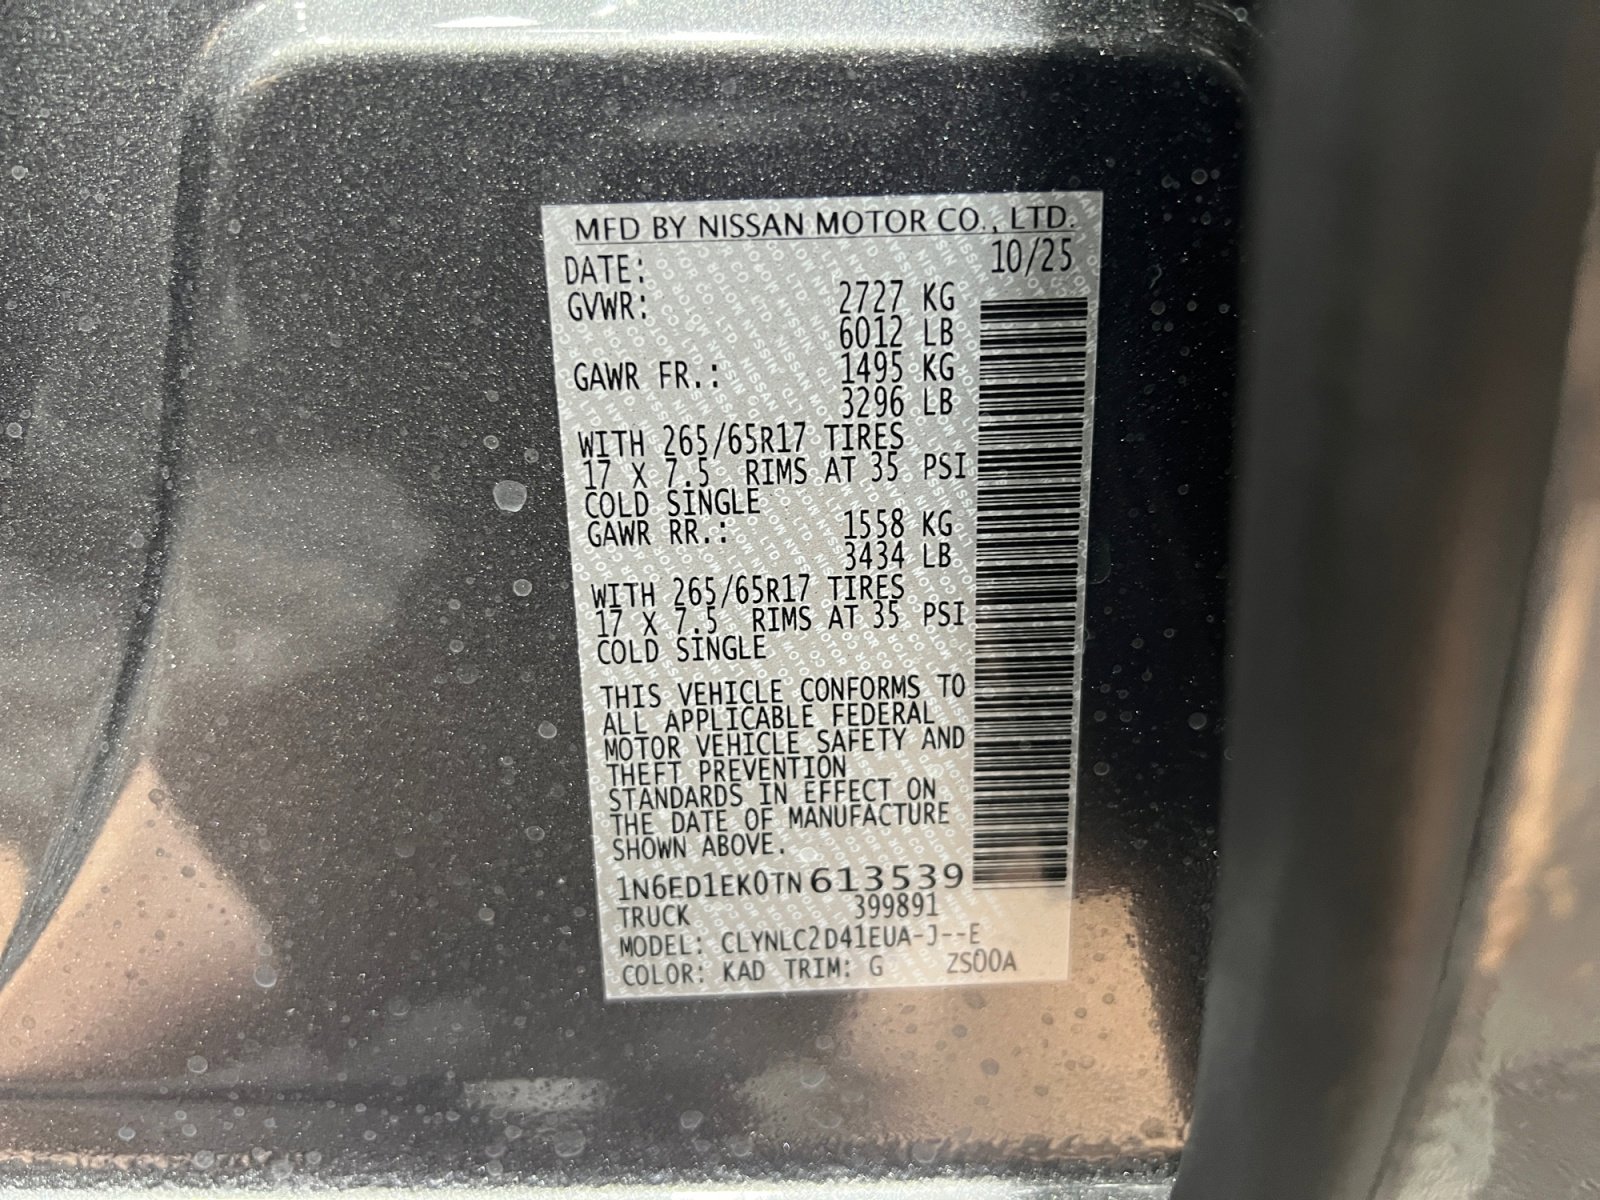 MFD BY NISSAN MOTOR CO., LTD.
DATE: 10/25
GVWR: 2727 KG
6012 LB
GAWR FR.: 1495 KG
3296 LB
WITH 265/65R17 TIRES
17 X 7.5 RIMS AT 35 PSI
COLD SINGLE
GAWR RR.: 1558 KG
3434 LB
WITH 265/65R17 TIRES
17 X 7.5 RIMS AT 35 PSI
COLD SINGLE
THIS VEHICLE CONFORMS TO
ALL APPLICABLE FEDERAL
MOTOR VEHICLE SAFETY AND
THEFT PREVENTION
STANDARDS IN EFFECT ON
THE DATE OF MANUFACTURE
SHOWN ABOVE.
1N6ED1EK0TN613539
TRUCK 399891
MODEL: CLYNLC2D41EUA-J--E
COLOR: KAD TRIM: G ZS00A